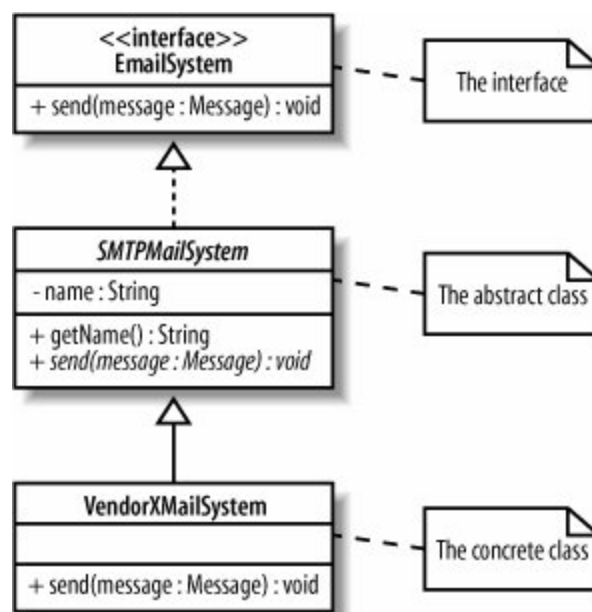 <<interface>>
EmailSystem
The interface
+ send(message : Message) : void
SMTPMailSystem
- name : String
The abstract class
+ getName() : String
+ send(message : Message) : void
VendorXMailSystem
The concrete class
+ send(message : Message) : void